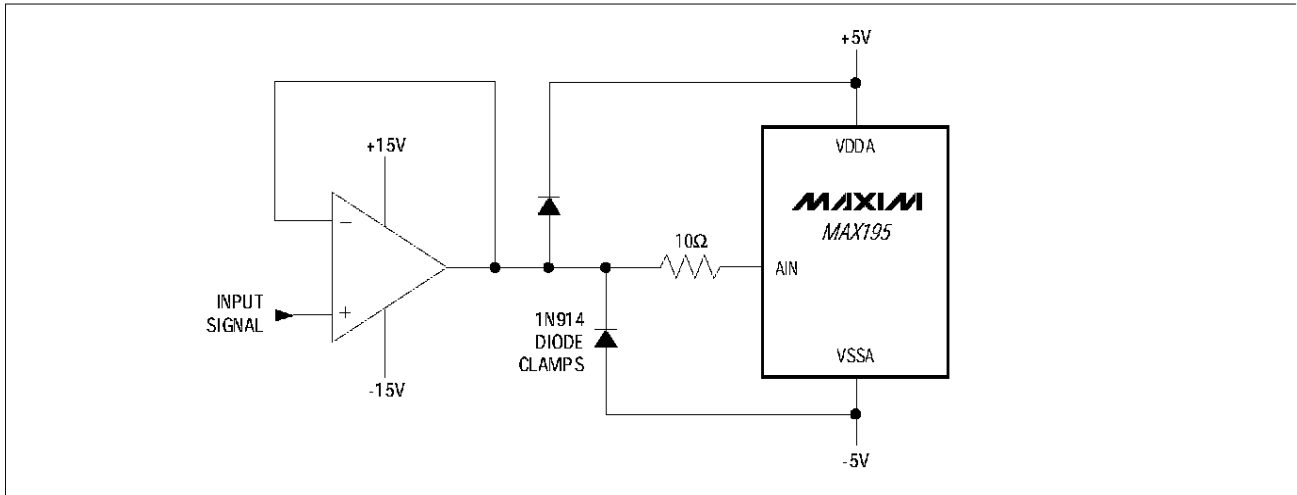 +5V
+15V
VDDA
MAXIM
MAX195
−
10Ω
AIN
INPUT
SIGNAL
+
1N914
DIODE
CLAMPS
VSSA
-15V
-5V